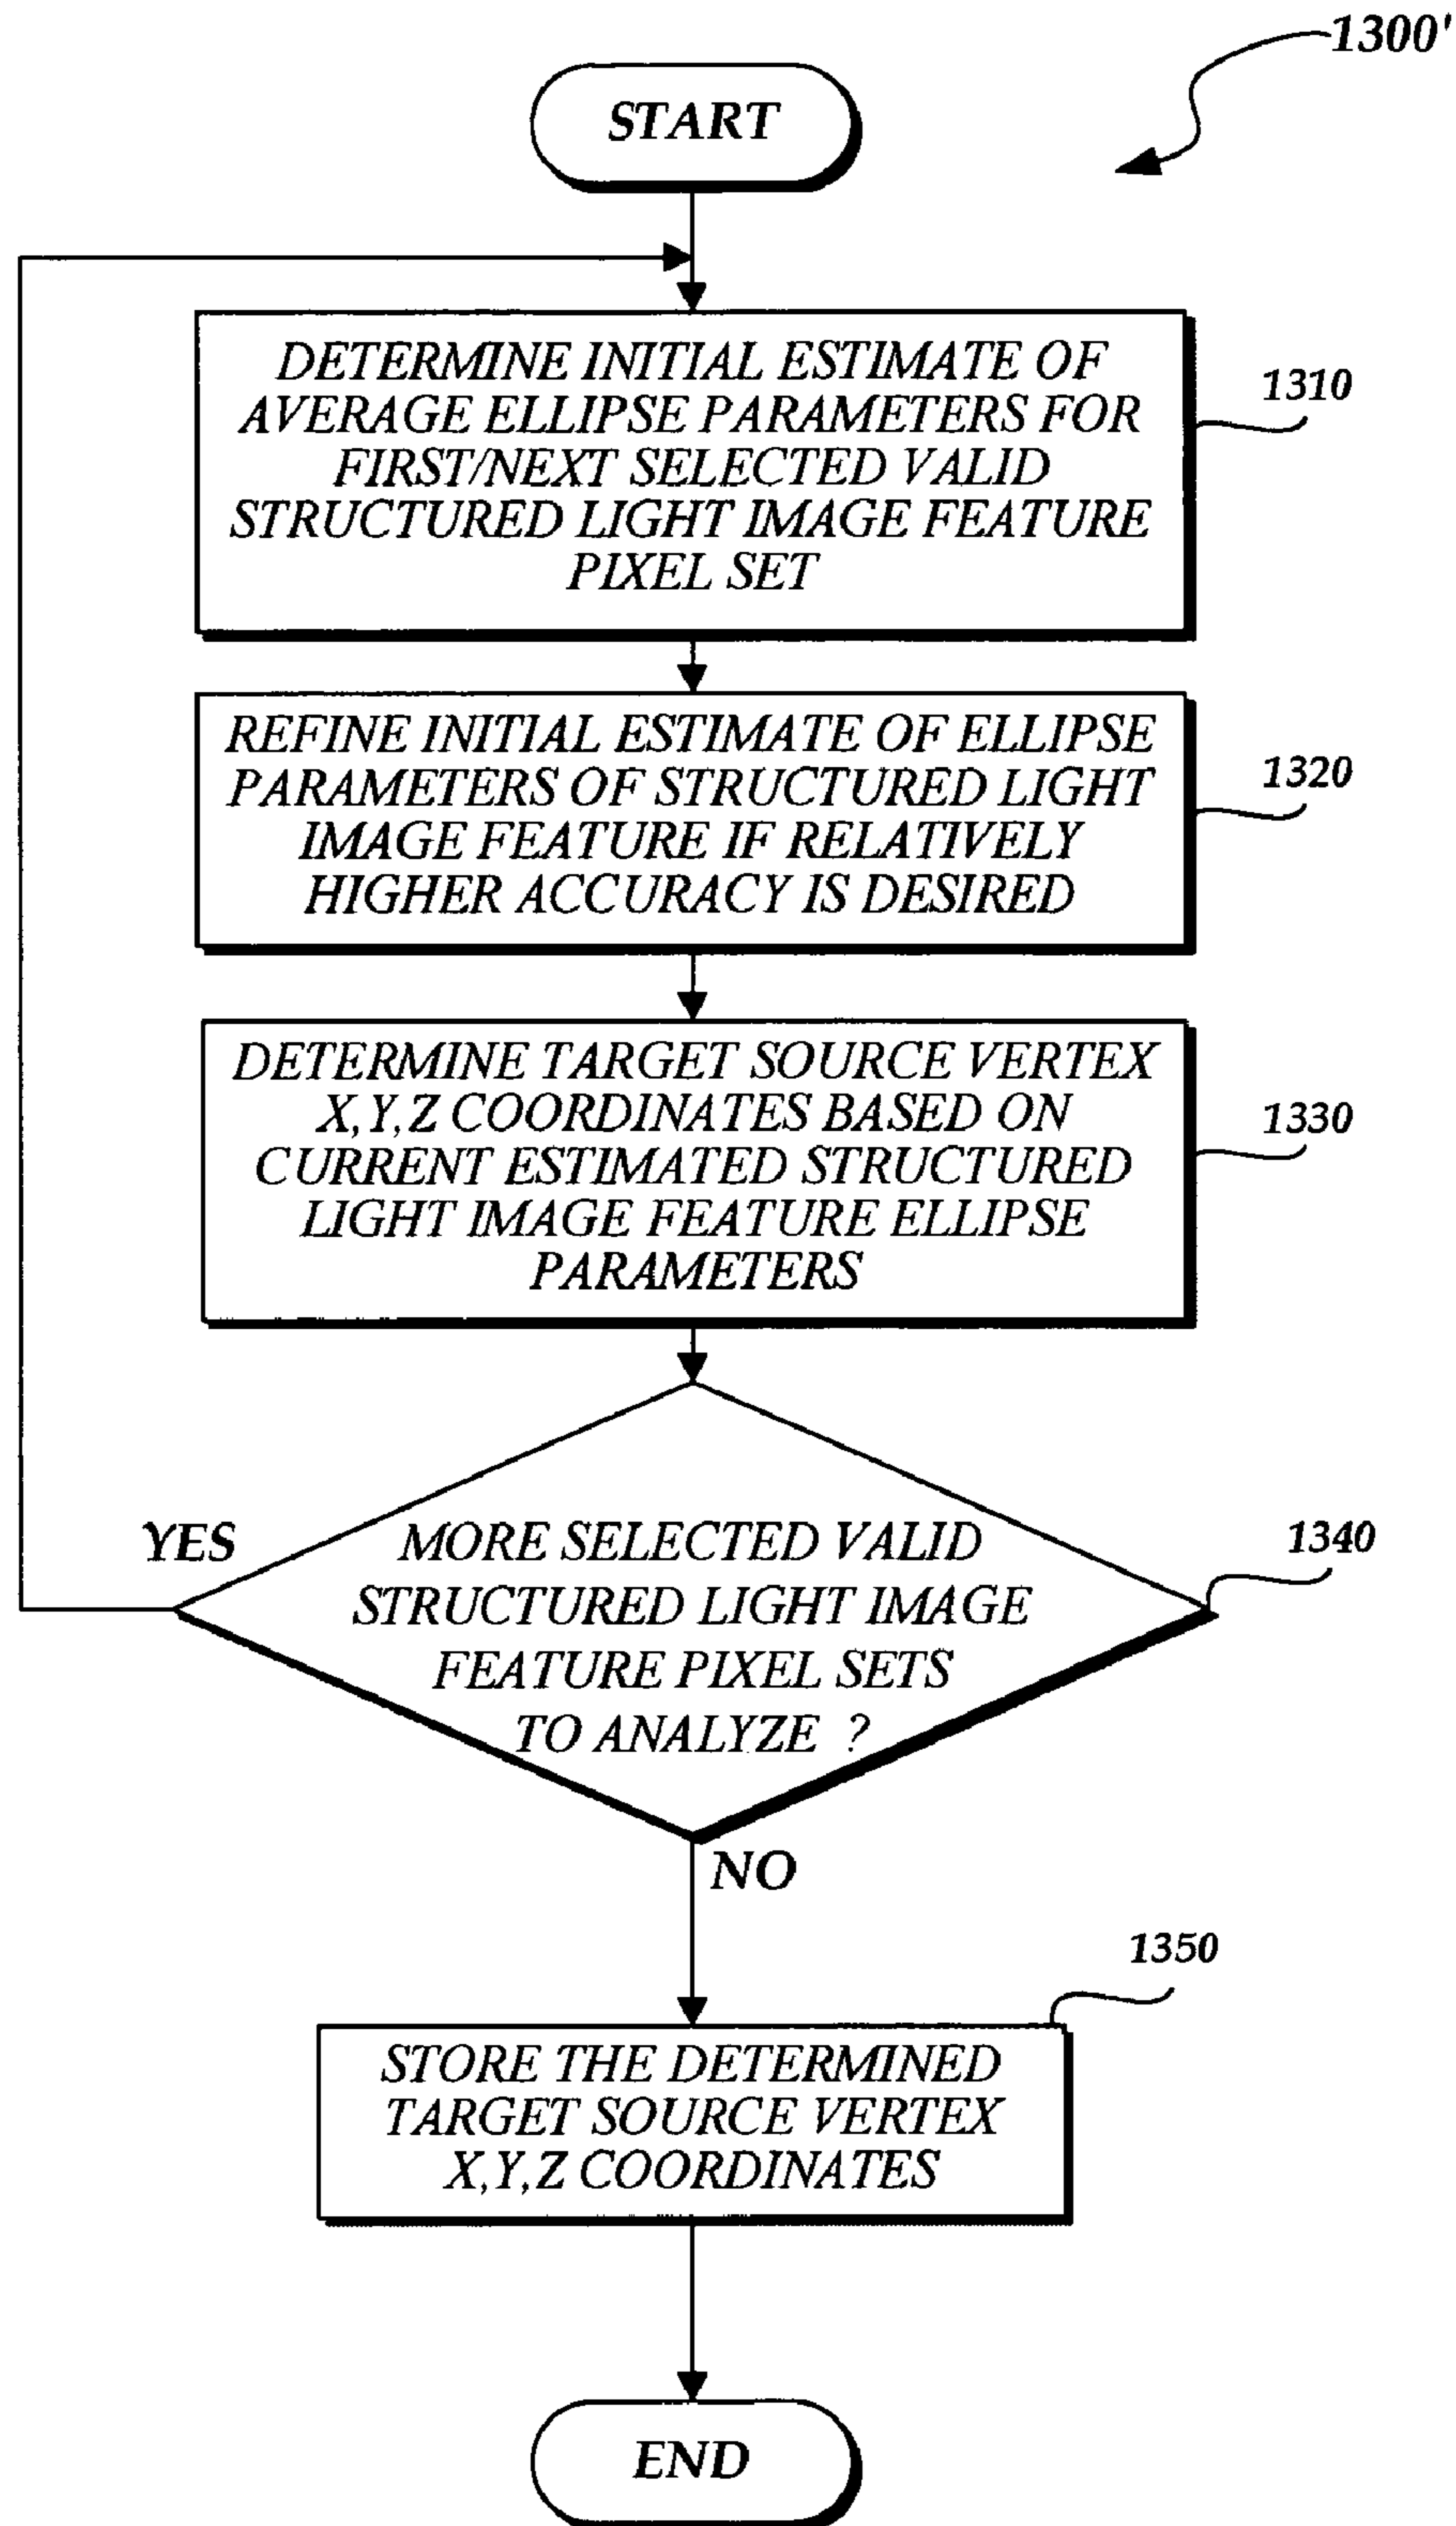 1300'
START
DETERMINE INITIAL ESTIMATE OF
AVERAGE ELLIPSE PARAMETERS FOR
FIRST/NEXT SELECTED VALID
STRUCTURED LIGHT IMAGE FEATURE
PIXEL SET
1310
REFINE INITIAL ESTIMATE OF ELLIPSE
PARAMETERS OF STRUCTURED LIGHT
IMAGE FEATURE IF RELATIVELY
HIGHER ACCURACY IS DESIRED
1320
DETERMINE TARGET SOURCE VERTEX
X,Y,Z COORDINATES BASED ON
CURRENT ESTIMATED STRUCTURED
LIGHT IMAGE FEATURE ELLIPSE
PARAMETERS
1330
YES
MORE SELECTED VALID
STRUCTURED LIGHT IMAGE
FEATURE PIXEL SETS
TO ANALYZE ?
1340
NO
1350
STORE THE DETERMINED
TARGET SOURCE VERTEX
X,Y,Z COORDINATES
END